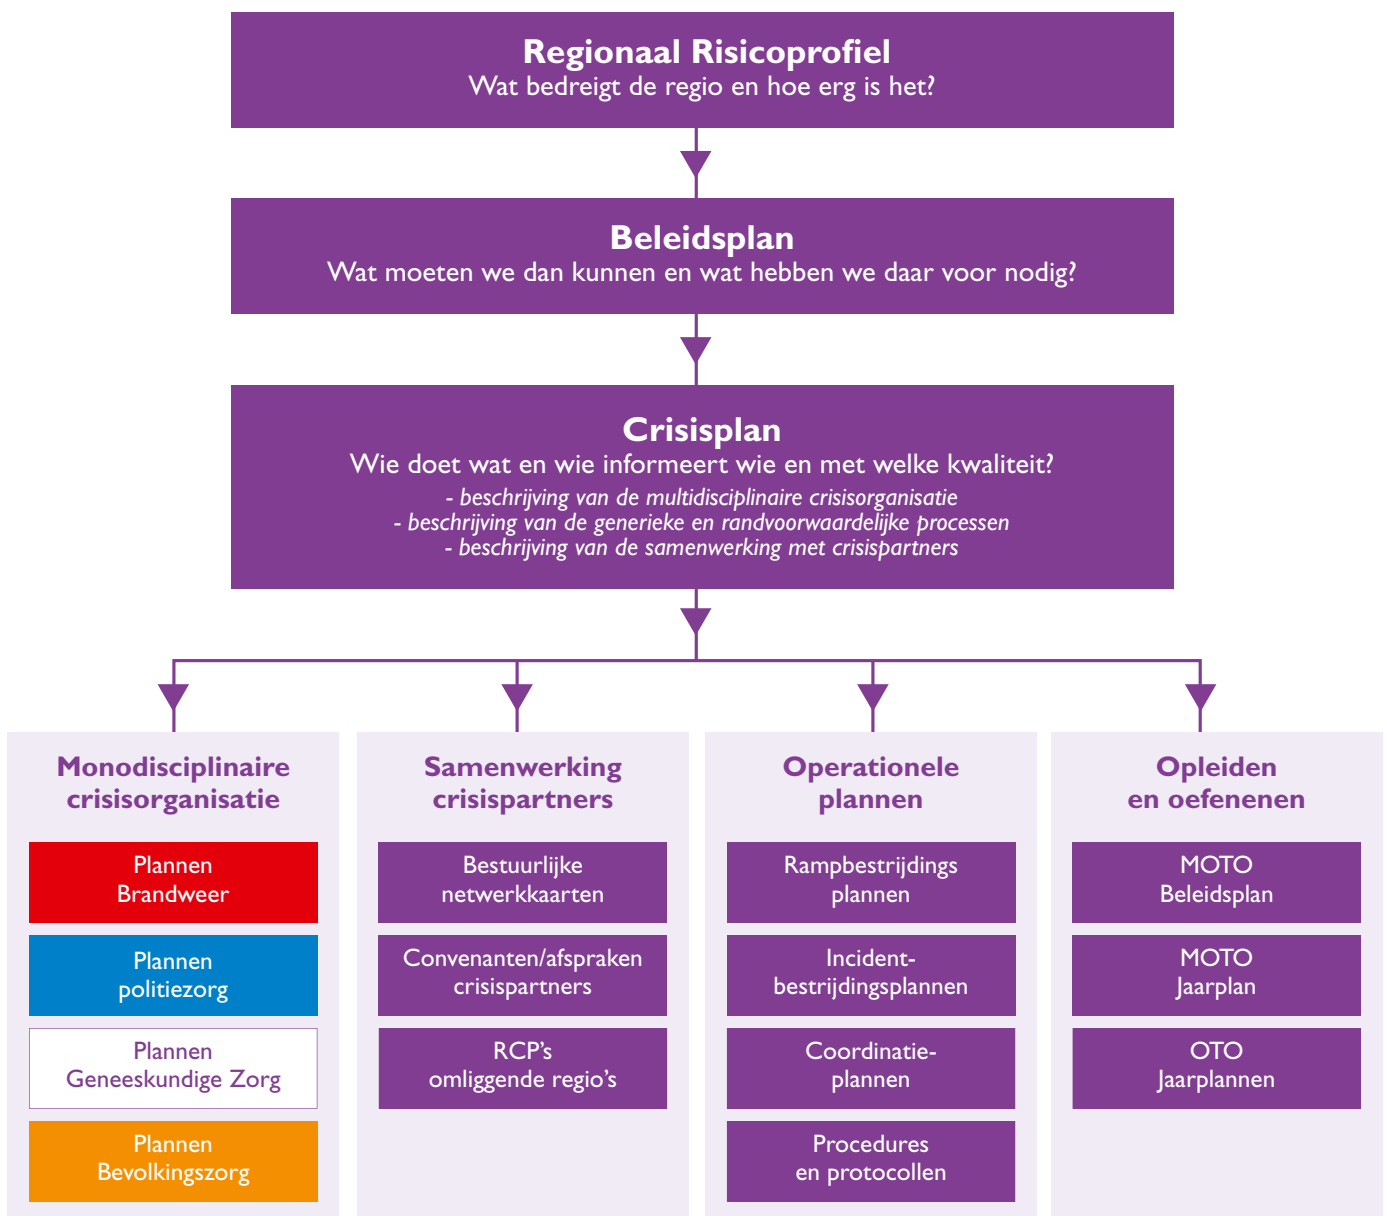 Regionaal Risicoprofiel
Wat bedreigt de regio en hoe erg is het?
Beleidsplan
Wat moeten we dan kunnen en wat hebben we daar voor nodig?
Crisisplan
Wie doet wat en wie informeert wie en met welke kwaliteit?
- beschrijving van de multidisciplinaire crisisorganisatie
- beschrijving van de generieke en randvoorwaardelijke processen
- beschrijving van de samenwerking met crisispartners
Monodisciplinaire
crisisorganisatie
Plannen
Brandweer
Plannen
politiezorg
Plannen
Geneeskundige Zorg
Plannen
Bevolkingszorg
Samenwerking
crisispartners
Bestuurlijke
netwerkkaarten
Convenanten/afspraken
crisispartners
RCP's
omliggende regio's
Operationele
plannen
Rampbestrijdings
plannen
Incident-
bestrijdingsplannen
Coordinatie-
plannen
Procedures
en protocollen
Opleiden
en oefenenen
MOTO
Beleidsplan
MOTO
Jaarplan
OTO
Jaarplannen